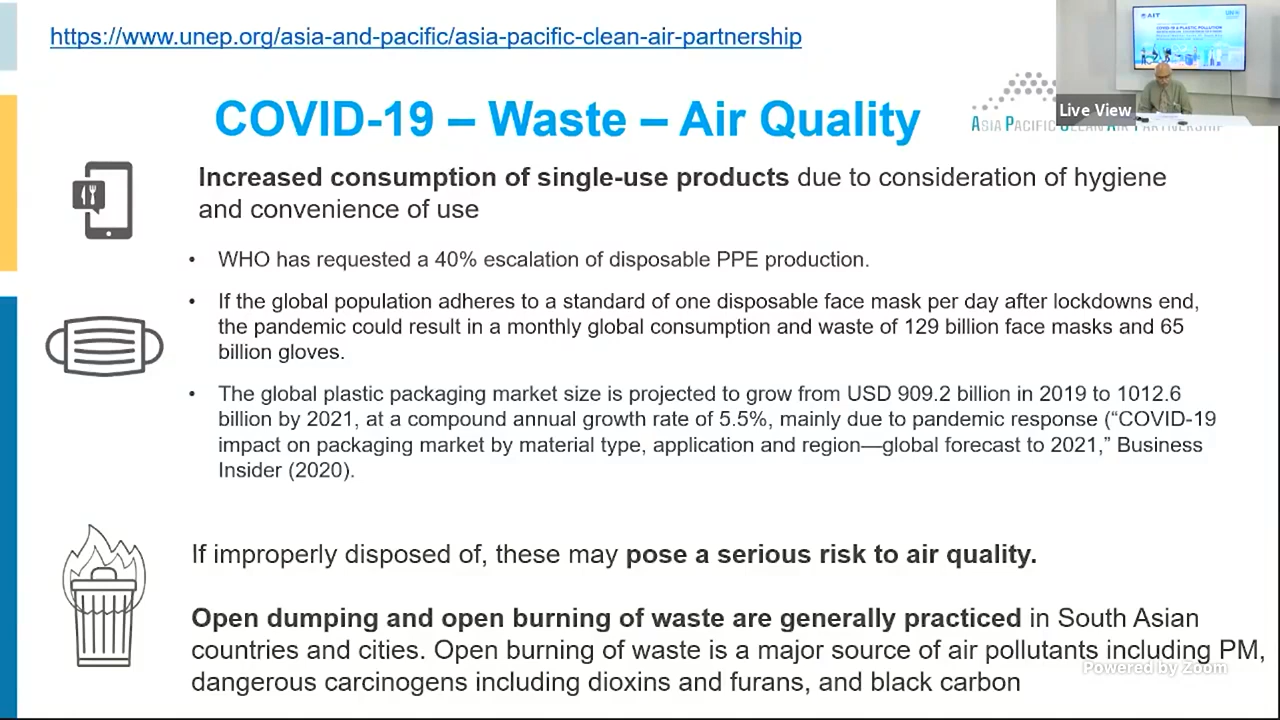 https://www.unep.org/asia-and-pacific/asia-pacific-clean-air-partnership
AIT
COVID-19 – Waste – Air Quality
Live View
ASIA PACIFIC
Increased consumption of single-use products due to consideration of hygiene
and convenience of use
• WHO has requested a 40% escalation of disposable PPE production.
• If the global population adheres to a standard of one disposable face mask per day after lockdowns end,
the pandemic could result in a monthly global consumption and waste of 129 billion face masks and 65
billion gloves.
• The global plastic packaging market size is projected to grow from USD 909.2 billion in 2019 to 1012.6
billion by 2021, at a compound annual growth rate of 5.5%, mainly due to pandemic response (“COVID-19
impact on packaging market by material type, application and region—global forecast to 2021,” Business
Insider (2020).
If improperly disposed of, these may pose a serious risk to air quality.
Open dumping and open burning of waste are generally practiced in South Asian
countries and cities. Open burning of waste is a major source of air pollutants including PM,
Powered by Zoom
dangerous carcinogens including dioxins and furans, and black carbon